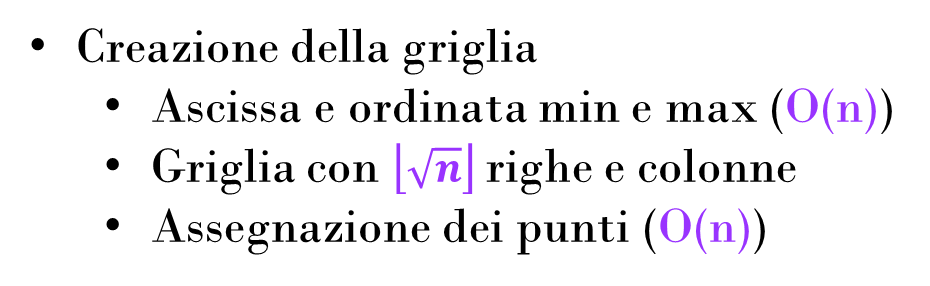 • Creazione della griglia
• Ascissa e ordinata min e max (O(n))
• Griglia con ⌊√n⌋ righe e colonne
• Assegnazione dei punti (O(n))